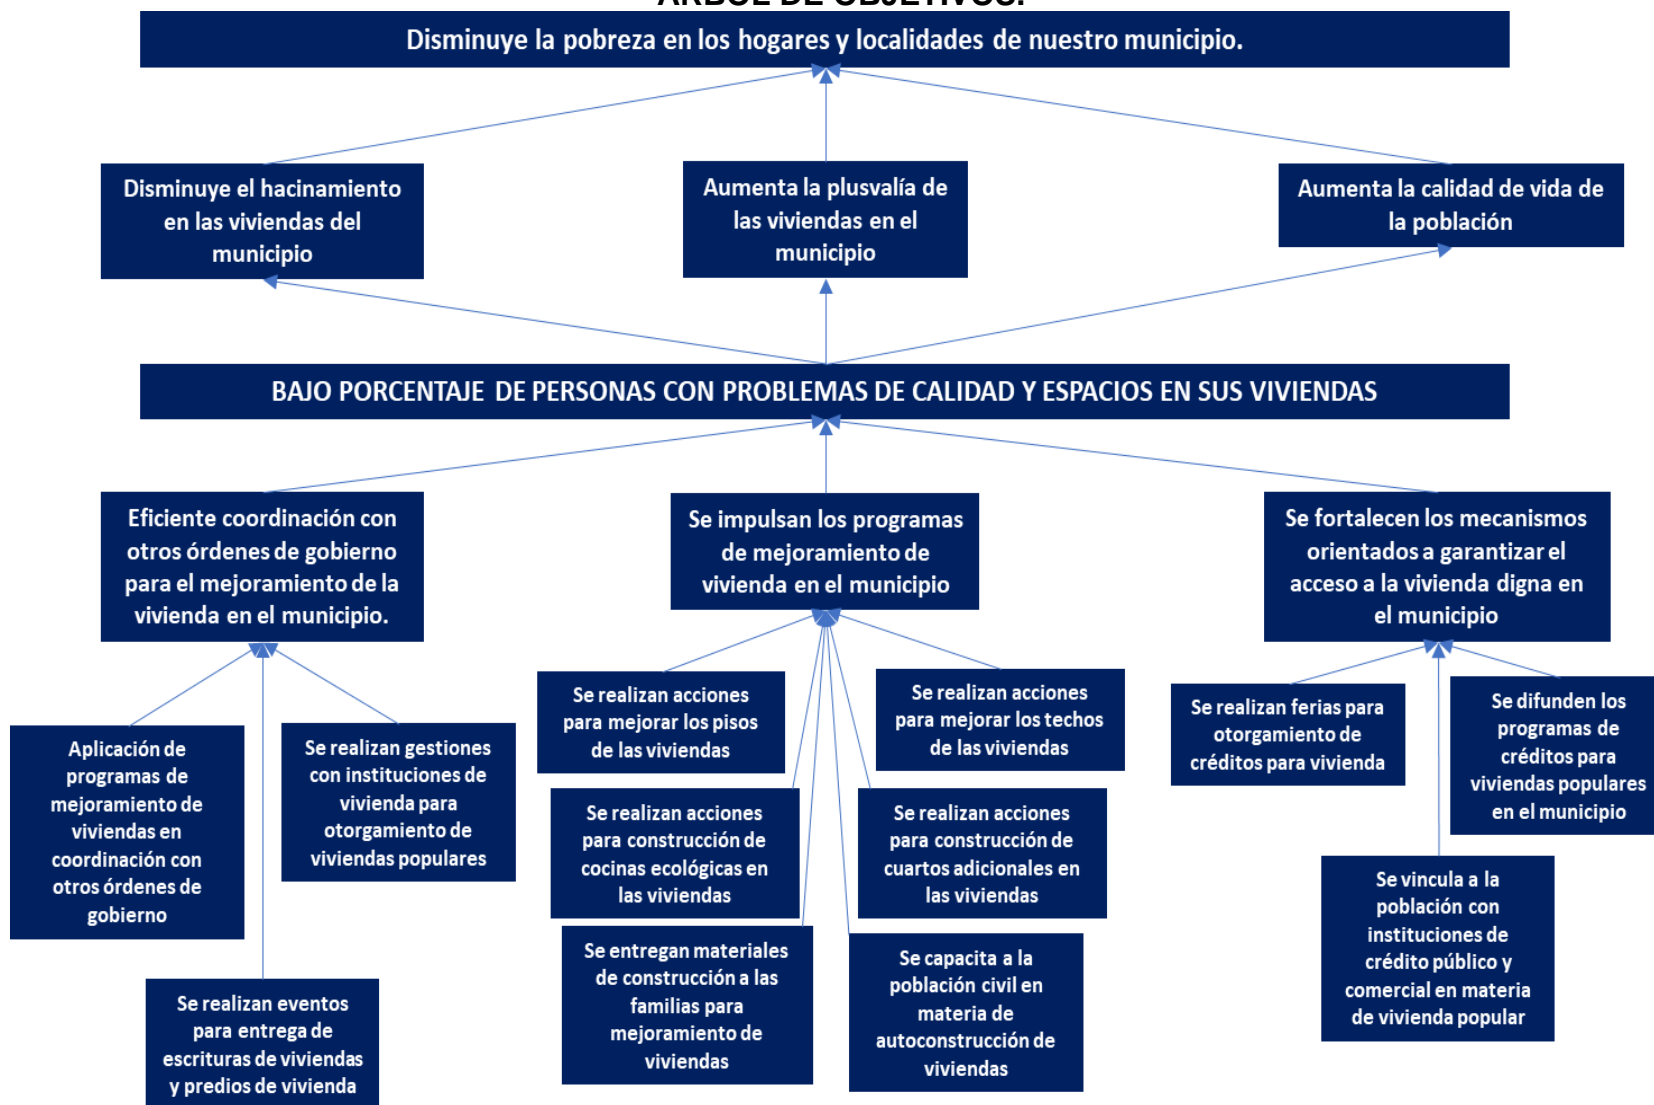 ÁRBOL DE OBJETIVOS.
Disminuye la pobreza en los hogares y localidades de nuestro municipio.
Disminuye el hacinamiento
en las viviendas del
municipio
Aumenta la plusvalía de
las viviendas en el
municipio
Aumenta la calidad de vida de
la población
BAJO PORCENTAJE DE PERSONAS CON PROBLEMAS DE CALIDAD Y ESPACIOS EN SUS VIVIENDAS
Eficiente coordinación con
otros órdenes de gobierno
para el mejoramiento de la
vivienda en el municipio.
Se impulsan los programas
de mejoramiento de
vivienda en el municipio
Se fortalecen los mecanismos
orientados a garantizar el
acceso a la vivienda digna en
el municipio
Aplicación de
programas de
mejoramiento de
viviendas en
coordinación con
otros órdenes de
gobierno
Se realizan gestiones
con instituciones de
vivienda para
otorgamiento de
viviendas populares
Se realizan eventos
para entrega de
escrituras de viviendas
y predios de vivienda
Se realizan acciones
para mejorar los pisos
de las viviendas
Se realizan acciones
para mejorar los techos
de las viviendas
Se realizan acciones
para construcción de
cocinas ecológicas en
las viviendas
Se realizan acciones
para construcción de
cuartos adicionales en
las viviendas
Se entregan materiales
de construcción a las
familias para
mejoramiento de
viviendas
Se capacita a la
población civil en
materia de
autoconstrucción de
viviendas
Se realizan ferias para
otorgamiento de
créditos para vivienda
Se difunden los
programas de
créditos para
viviendas populares
en el municipio
Se vincula a la
población con
instituciones de
crédito público y
comercial en materia
de vivienda popular